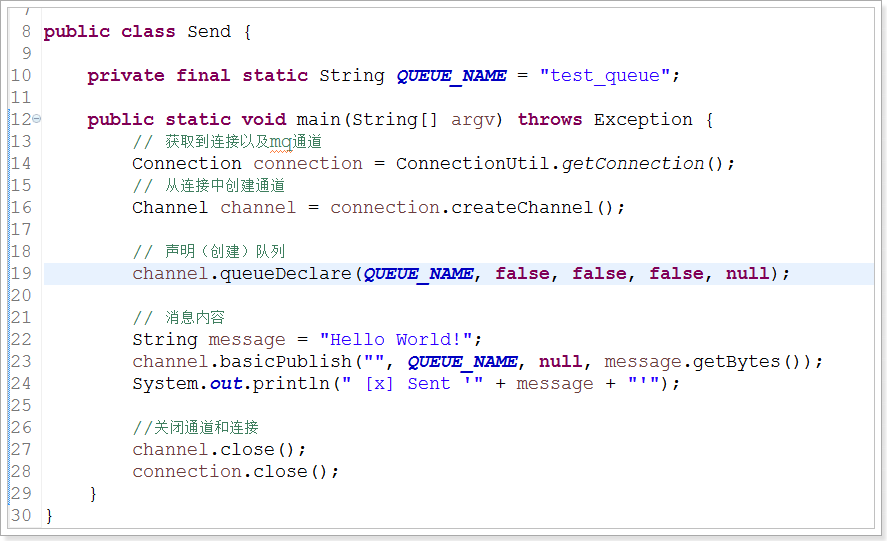 7
8 public class Send {
9
10     private final static String QUEUE_NAME = "test_queue";
11
12     public static void main(String[] argv) throws Exception {
13         // 获取到连接以及mq通道
14         Connection connection = ConnectionUtil.getConnection();
15         // 从连接中创建通道
16         Channel channel = connection.createChannel();
17
18         // 声明（创建）队列
19         channel.queueDeclare(QUEUE_NAME, false, false, false, null);
20
21         // 消息内容
22         String message = "Hello World!";
23         channel.basicPublish("", QUEUE_NAME, null, message.getBytes());
24         System.out.println(" [x] Sent '" + message + "'");
25
26         //关闭通道和连接
27         channel.close();
28         connection.close();
29     }
30 }